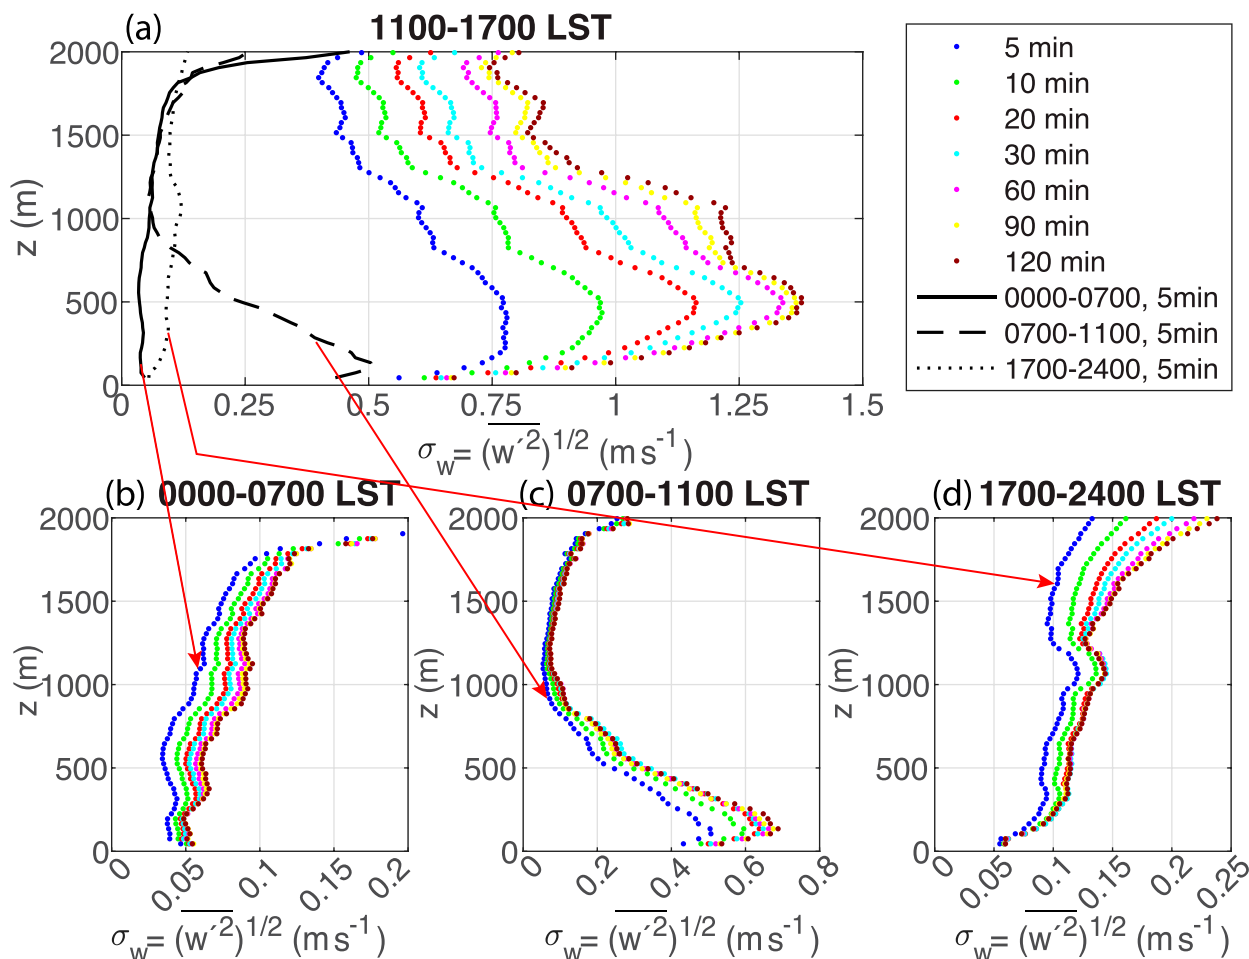 (a) 1100-1700 LST
2000
1500
1000
500
0
z (m)
0 0.25 0.5 0.75 1 1.25 1.5
σw= (w´2)1/2 (ms-1)
5 min
10 min
20 min
30 min
60 min
90 min
120 min
0000-0700, 5min
0700-1100, 5min
1700-2400, 5min
(b) 0000-0700 LST
2000
1500
1000
500
0
z (m)
0 0.05 0.1 0.15 0.2
σw= (w´2)1/2 (ms-1)
(c) 0700-1100 LST
2000
1500
1000
500
0
z (m)
0 0.2 0.4 0.6 0.8
σw= (w´2)1/2 (ms-1)
(d) 1700-2400 LST
2000
1500
1000
500
0
z (m)
0 0.05 0.1 0.15 0.2 0.25
σw= (w´2)1/2 (ms-1)